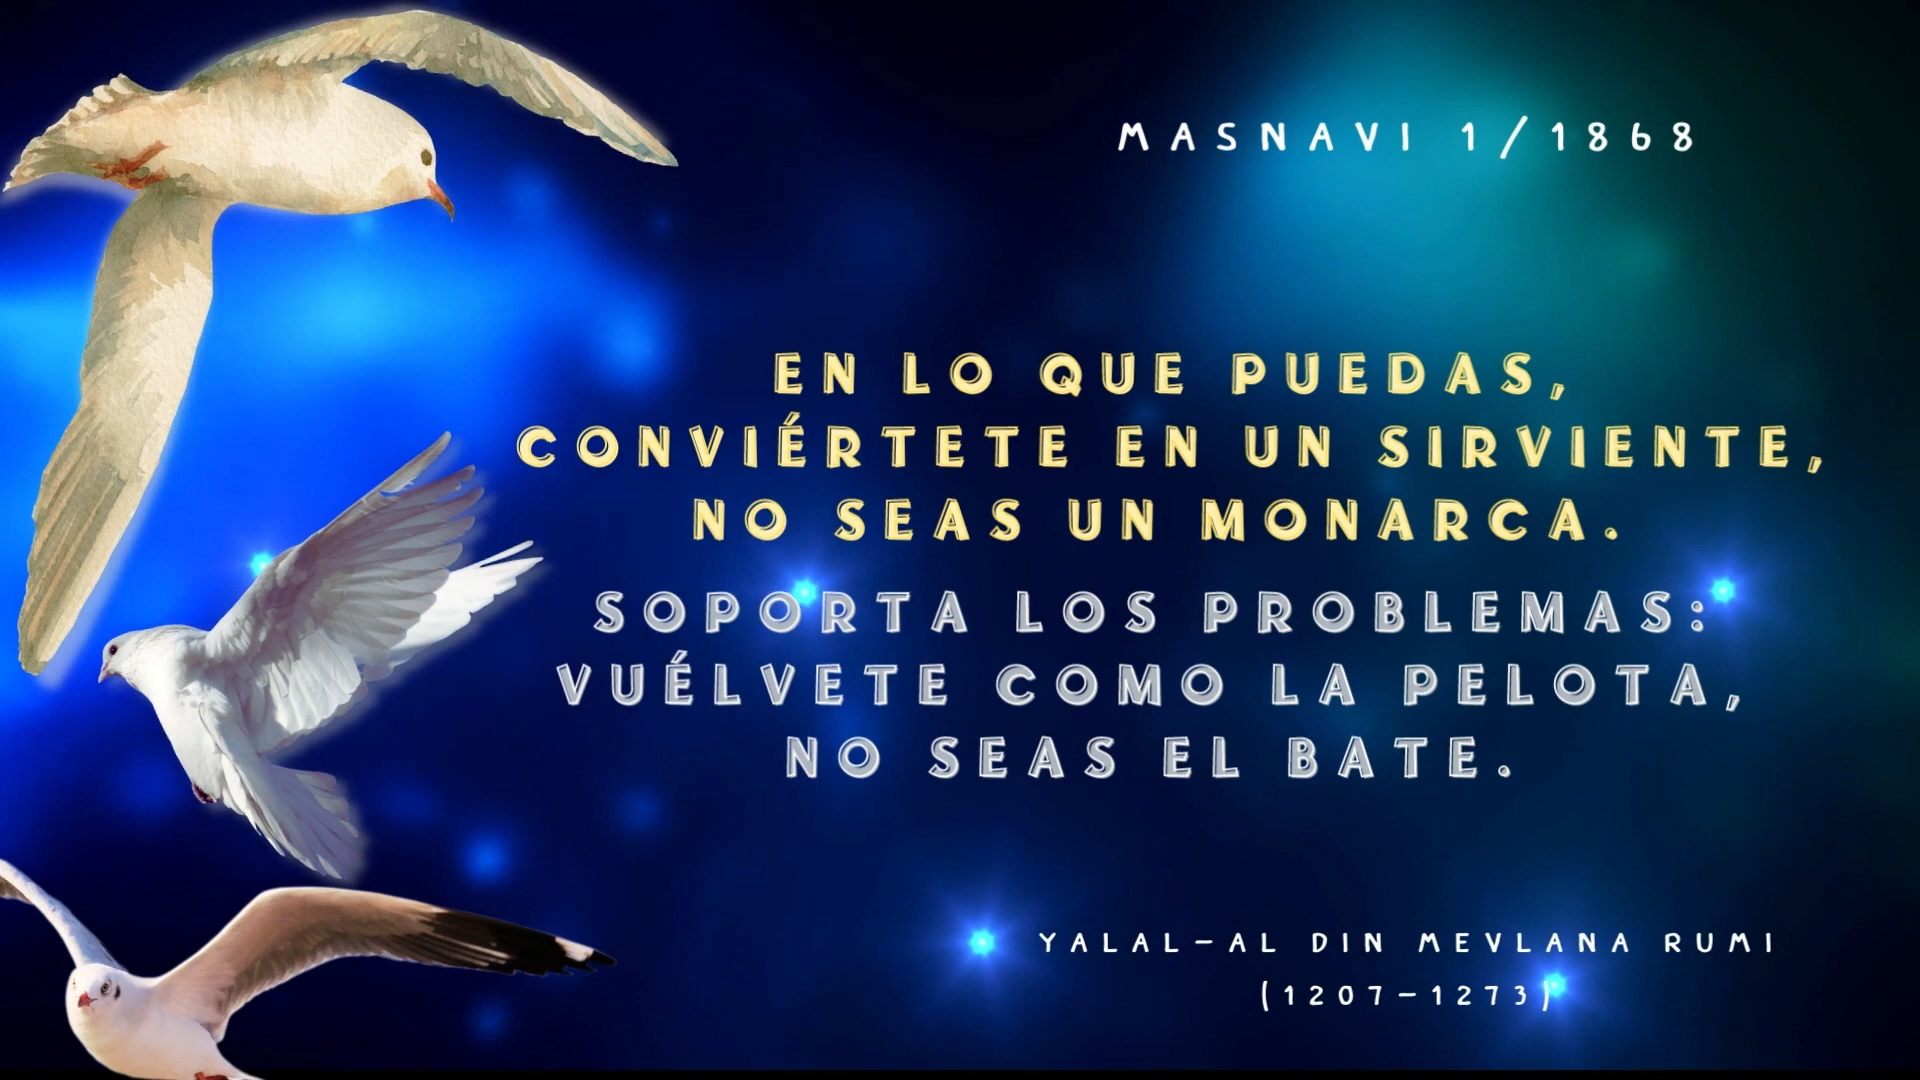 MASNAVI 1/1868
EN LO QUE PUEDAS,
CONVIÉRTETE EN UN SIRVIENTE,
NO SEAS UN MONARCA.
SOPORTA LOS PROBLEMAS:
VUÉLVETE COMO LA PELOTA,
NO SEAS EL BATE.
YALAL-AL DIN MEVLANA RUMI
(1207-1273)